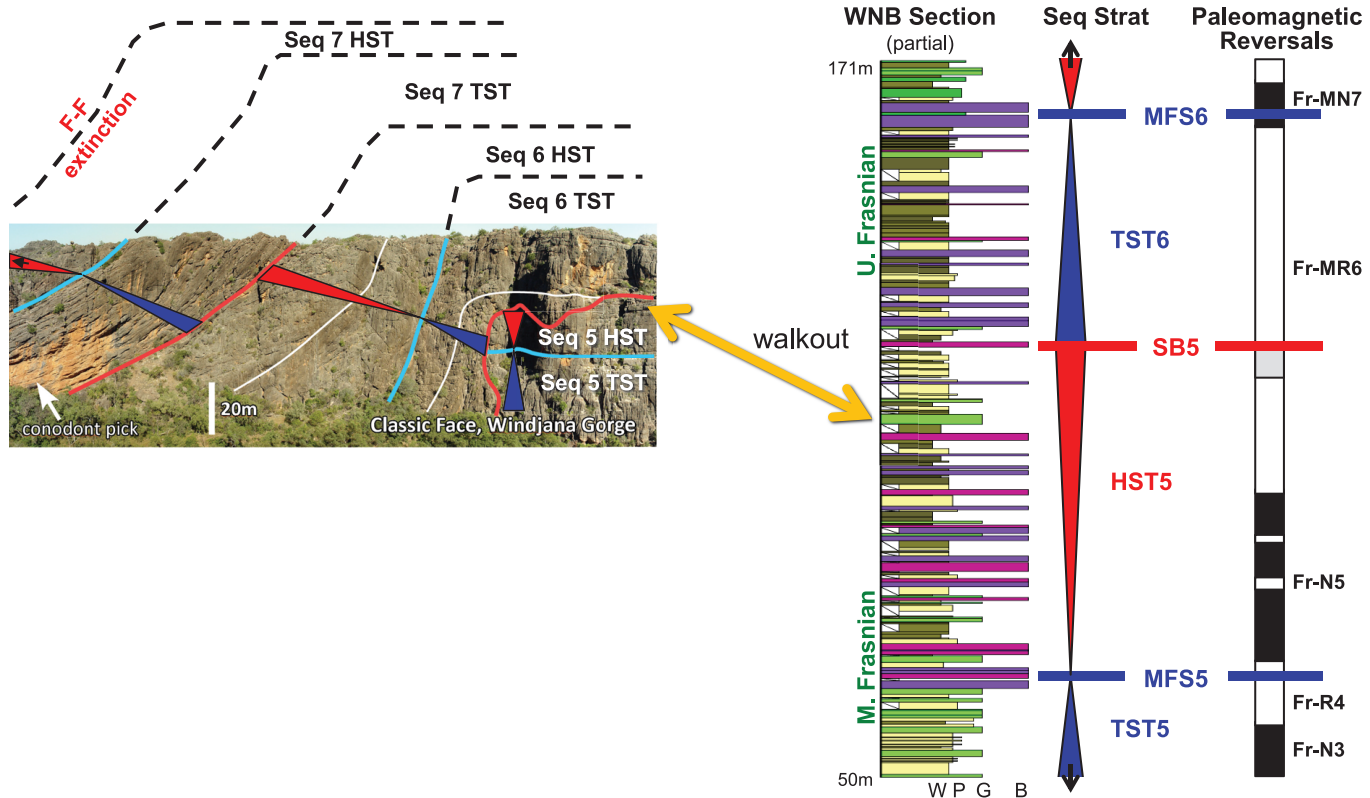 Seq 7 HST
Seq 7 TST
F-F
extinction
Seq 6 HST
Seq 6 TST
Seq 5 HST
Seq 5 TST
20m
conodont pick
Classic Face, Windjana Gorge
walkout
WNB Section
(partial)
171m
U. Frasnian
M. Frasnian
50m
W P G B
Seq Strat
MFS6
TST6
SB5
HST5
MFS5
TST5
Paleomagnetic
Reversals
Fr-MN7
Fr-MR6
Fr-N5
Fr-R4
Fr-N3